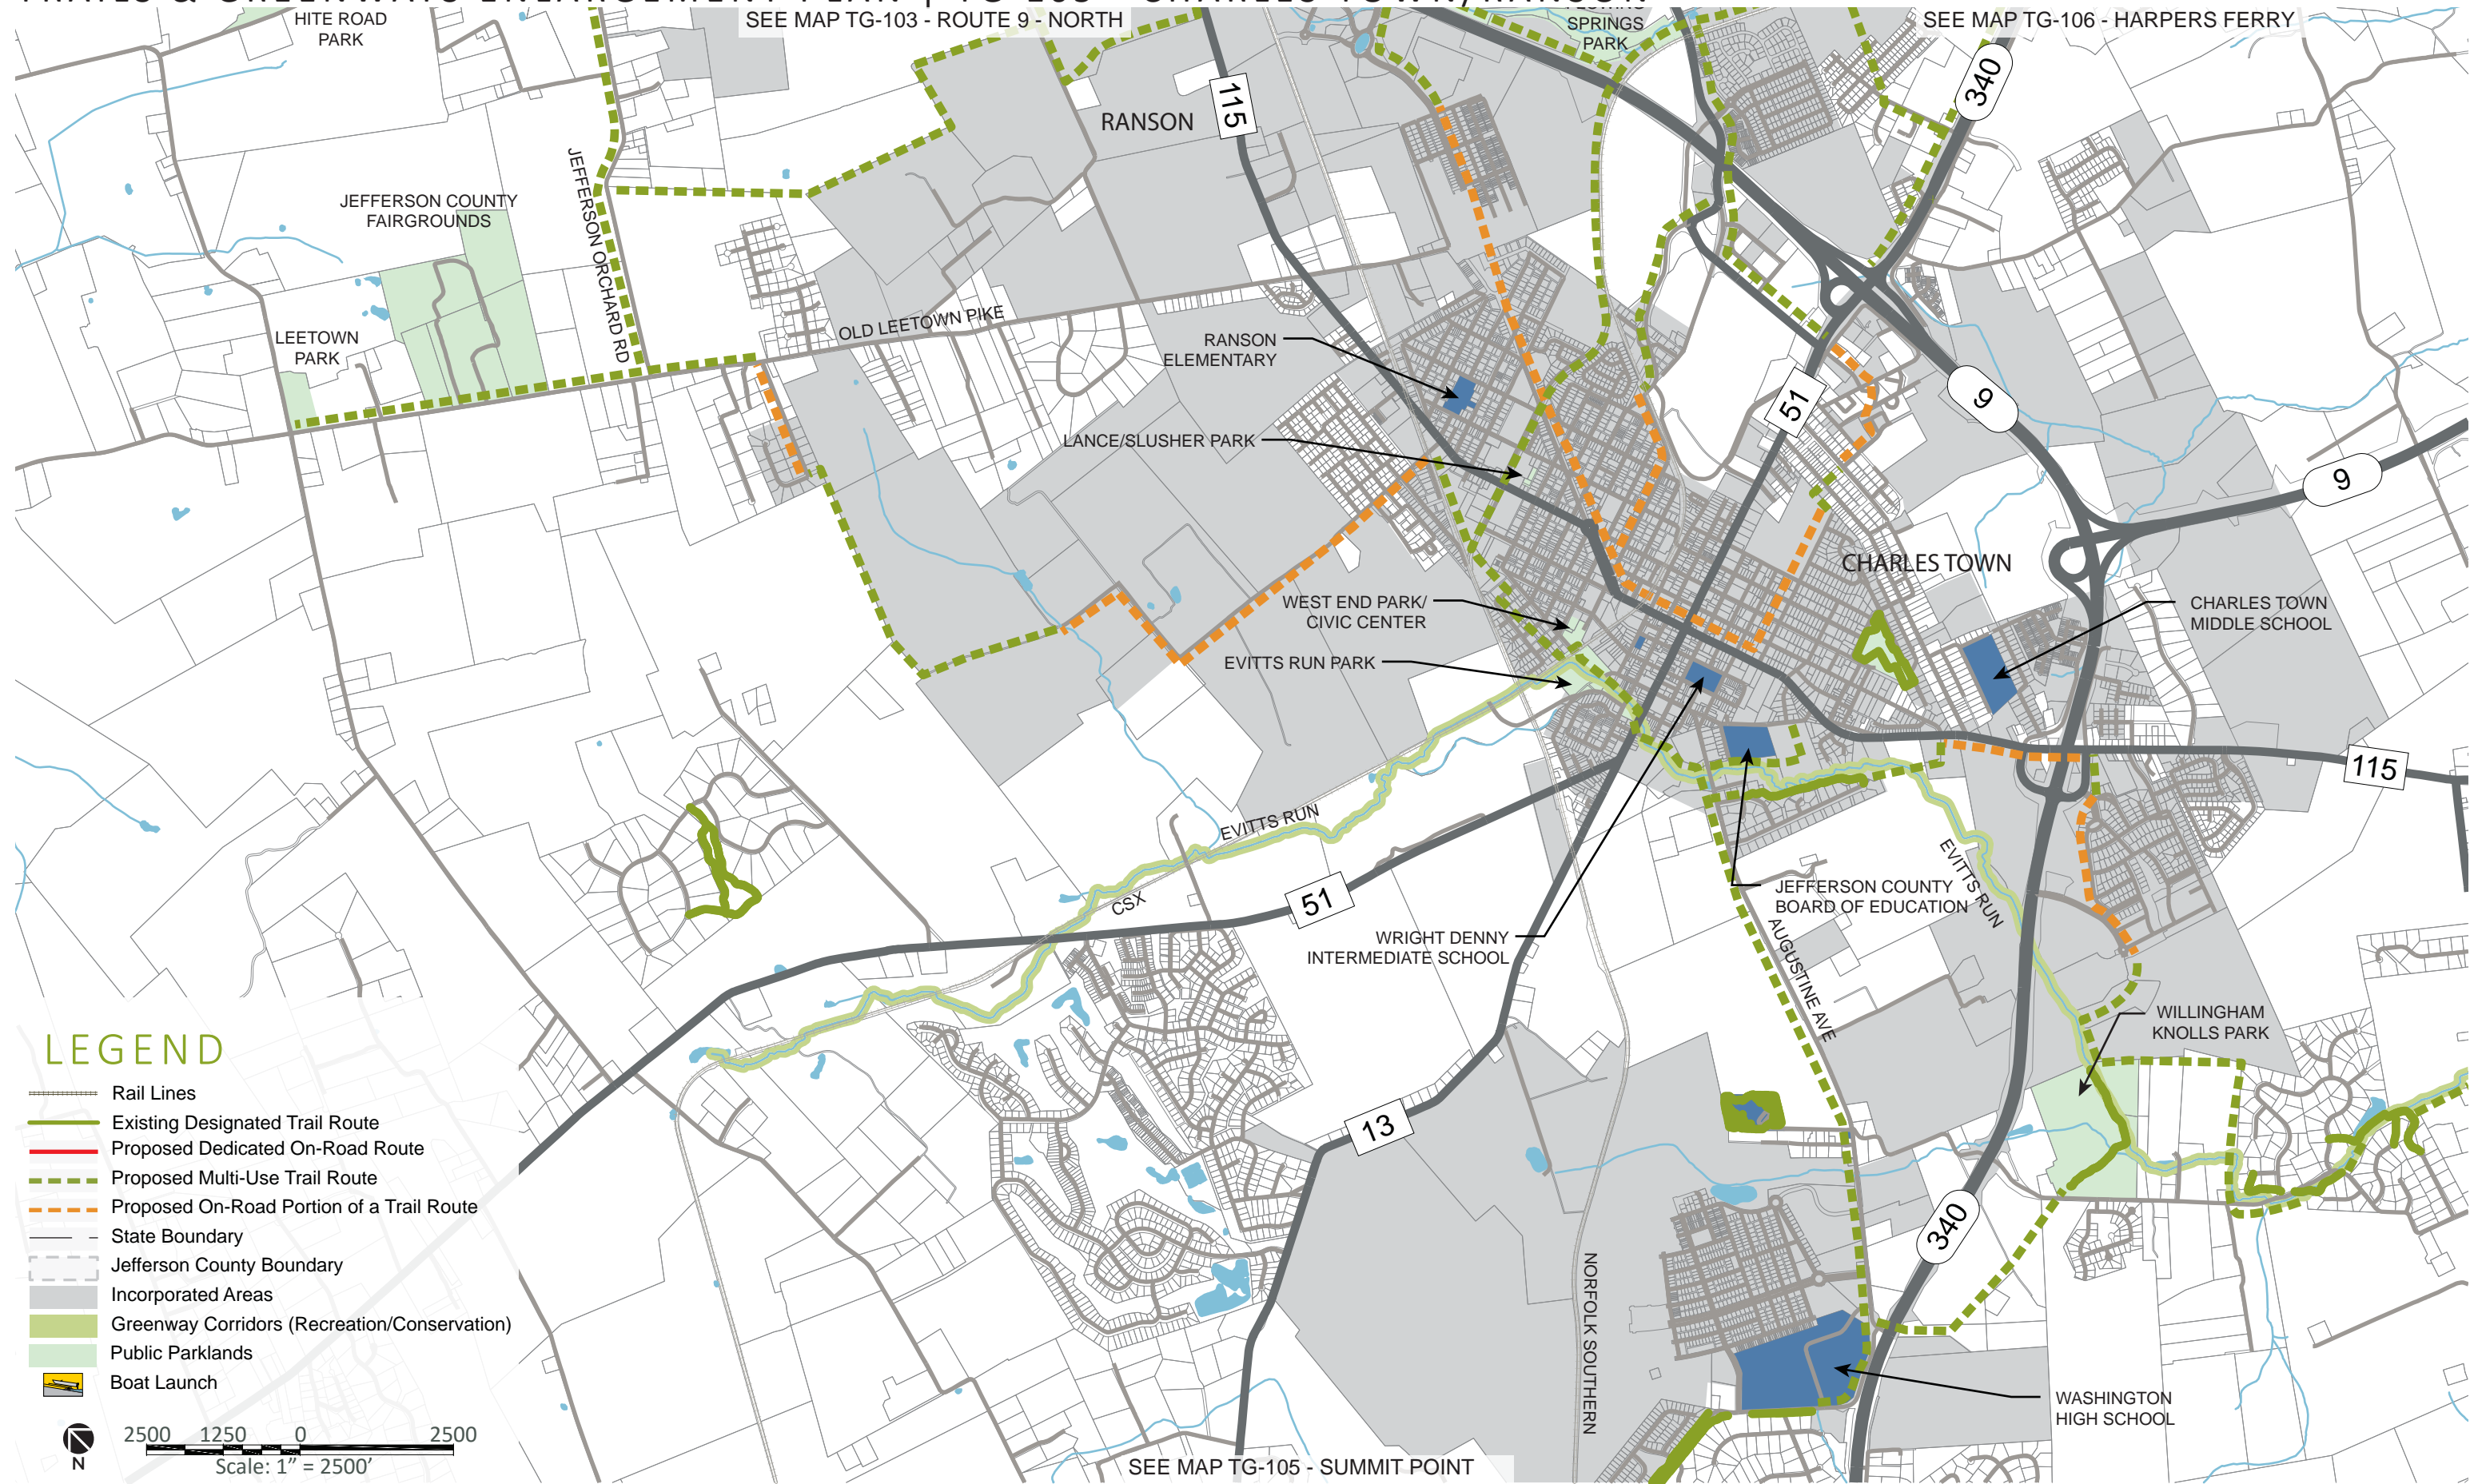 SEE MAP TG-103 - ROUTE 9 - NORTH
SEE MAP TG-106 - HARPERS FERRY
HITE ROAD
PARK
SPRINGS
PARK
340
115
RANSON
JEFFERSON COUNTY
FAIRGROUNDS
JEFFERSON ORCHARD RD
LEETOWN
PARK
OLD LEETOWN PIKE
RANSON
ELEMENTARY
LANCE/SLUSHER PARK
51
9
9
CHARLES TOWN
WEST END PARK/
CIVIC CENTER
EVITTS RUN PARK
CHARLES TOWN
MIDDLE SCHOOL
115
EVITTS RUN
CSX
51
WRIGHT DENNY
INTERMEDIATE SCHOOL
JEFFERSON COUNTY
BOARD OF EDUCATION
EVITTS RUN
AUGUSTINE AVE
WILLINGHAM
KNOLLS PARK
13
340
NORFOLK SOUTHERN
WASHINGTON
HIGH SCHOOL
SEE MAP TG-105 - SUMMIT POINT
LEGEND
Rail Lines
Existing Designated Trail Route
Proposed Dedicated On-Road Route
Proposed Multi-Use Trail Route
Proposed On-Road Portion of a Trail Route
State Boundary
Jefferson County Boundary
Incorporated Areas
Greenway Corridors (Recreation/Conservation)
Public Parklands
Boat Launch
N
2500 1250 0 2500
Scale: 1" = 2500'